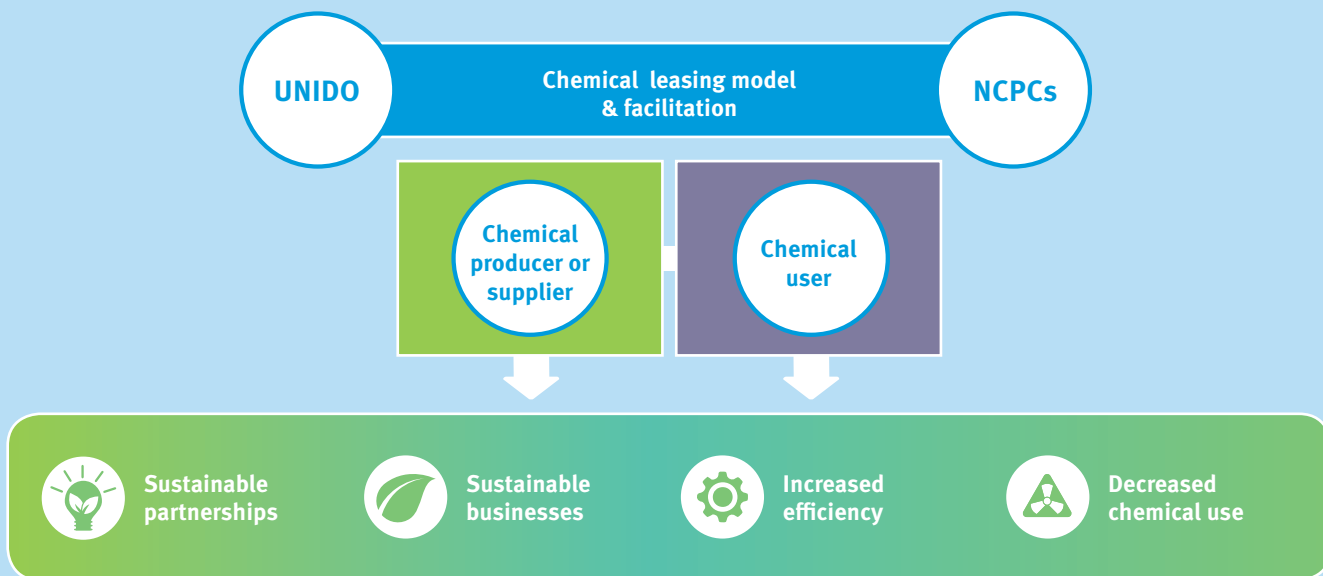 UNIDO
Chemical leasing model
& facilitation
NCPCs
Chemical
producer or
supplier
Chemical
user
Sustainable
partnerships
Sustainable
businesses
Increased
efficiency
Decreased
chemical use